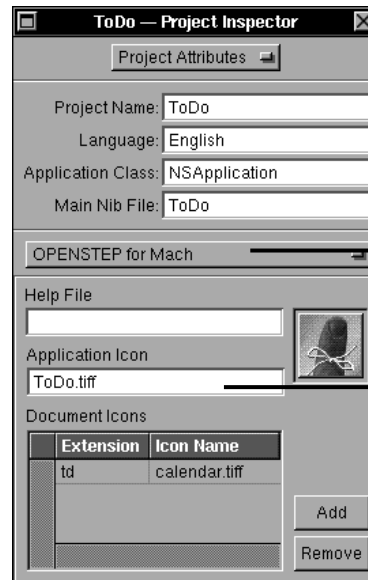 ToDo — Project Inspector
Project Attributes
Project Name: ToDo
Language: English
Application Class: NSApplication
Main Nib File: ToDo
OPENSTEP for Mach
Help File
Application Icon
ToDo.tiff
Document Icons
Extension Icon Name
td calendar.tiff
Add
Remove